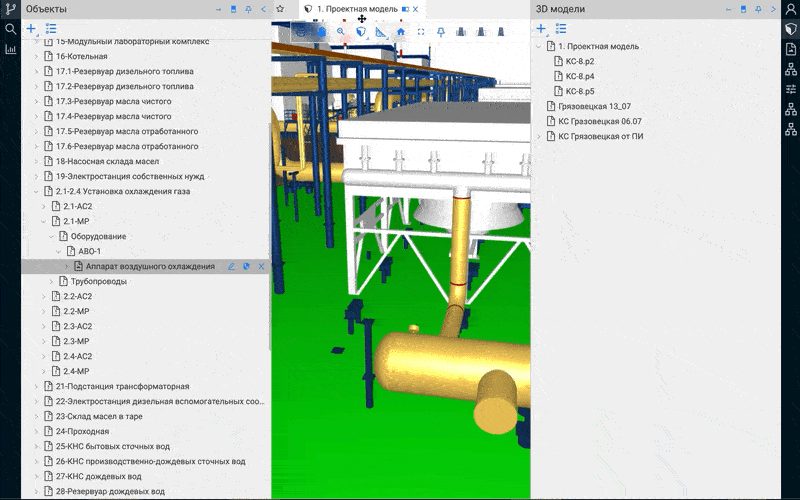 Объекты
15-Модульный лабораторный комплекс
16-Котельная
17.1-Резервуар дизельного топлива
17.2-Резервуар дизельного топлива
17.3-Резервуар масла чистого
17.4-Резервуар масла чистого
17.5-Резервуар масла отработанного
17.6-Резервуар масла отработанного
18-Насосная склада масел
19-Электростанция собственных нужд
2.1-2.4 Установка охлаждения газа
2.1-АС2
2.1-МР
Оборудование
АВО-1
Аппарат воздушного охлаждения
Трубопроводы
2.2-АС2
2.2-МР
2.3-АС2
2.3-МР
2.4-АС2
2.4-МР
21-Подстанция трансформаторная
22-Электростанция дизельная вспомогательных соо...
23-Склад масел в таре
24-Проходная
25-КНС бытовых сточных вод
26-КНС производственно-дождевых сточных вод
27-КНС дождевых вод
28-Резервуар дождевых вод
1. Проектная модель
3D модели
1. Проектная модель
КС-8.р2
КС-8.р4
КС-8.р5
Грязовецкая 13_07
КС Грazовецкая 06.07
КС Грязовецкая от ПИ